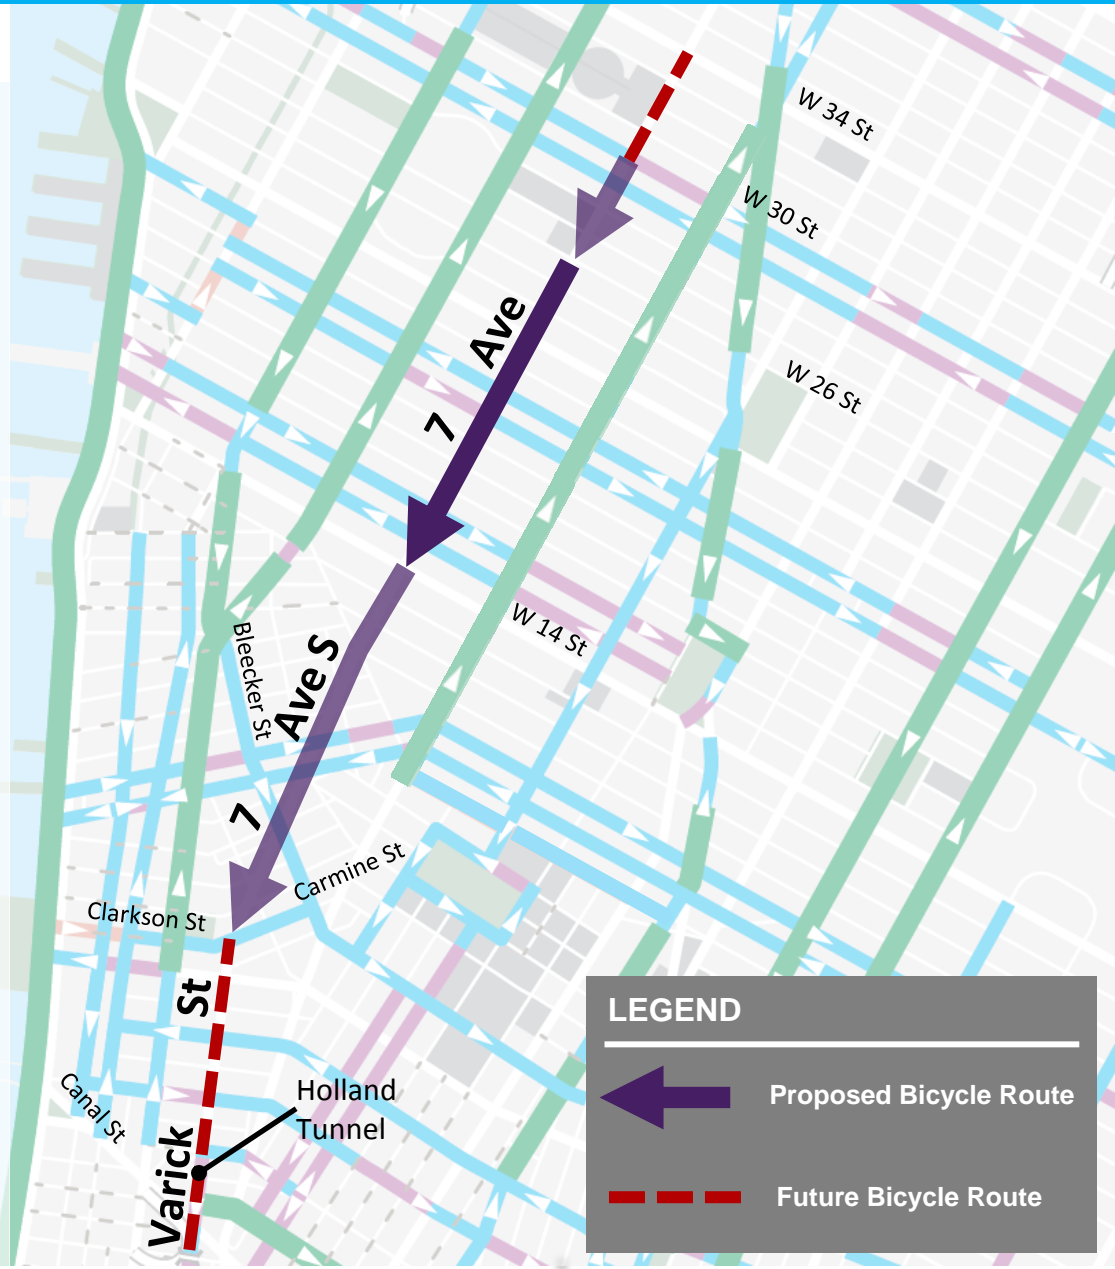 W 34 St
W 30 St
Ave
7
W 26 St
W 14 St
Bleecker St
Ave S
7
Carmine St
Clarkson St
St
Varick
Canal St
Holland
Tunnel
LEGEND
Proposed Bicycle Route
Future Bicycle Route